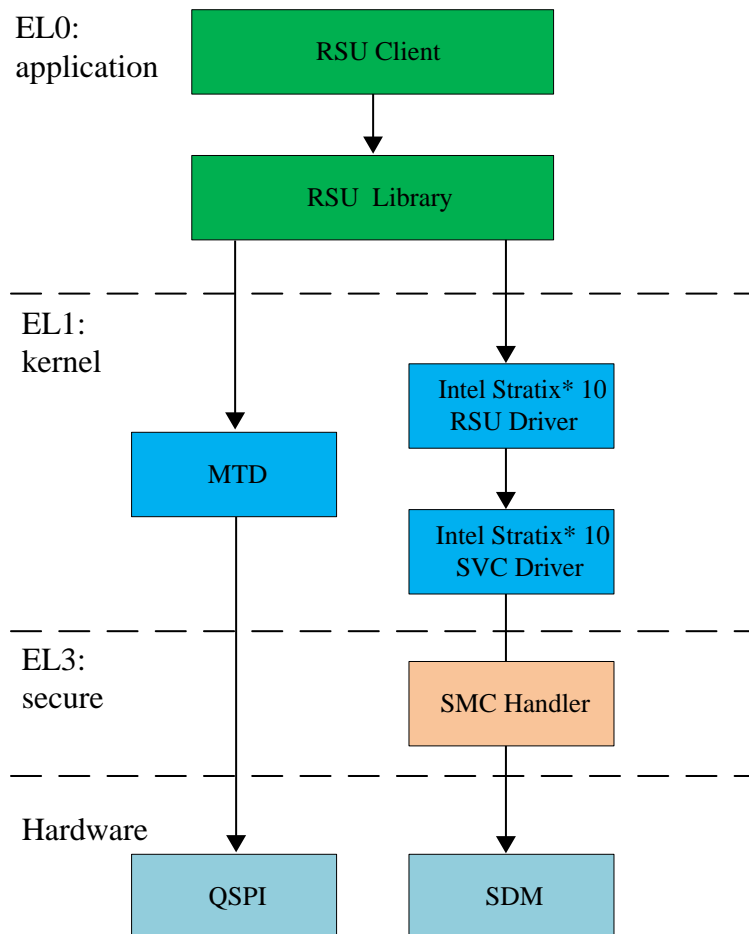 EL0:
application
RSU Client
RSU Library
EL1:
kernel
Intel Stratix* 10
RSU Driver
MTD
Intel Stratix* 10
SVC Driver
EL3:
secure
SMC Handler
Hardware
QSPI
SDM